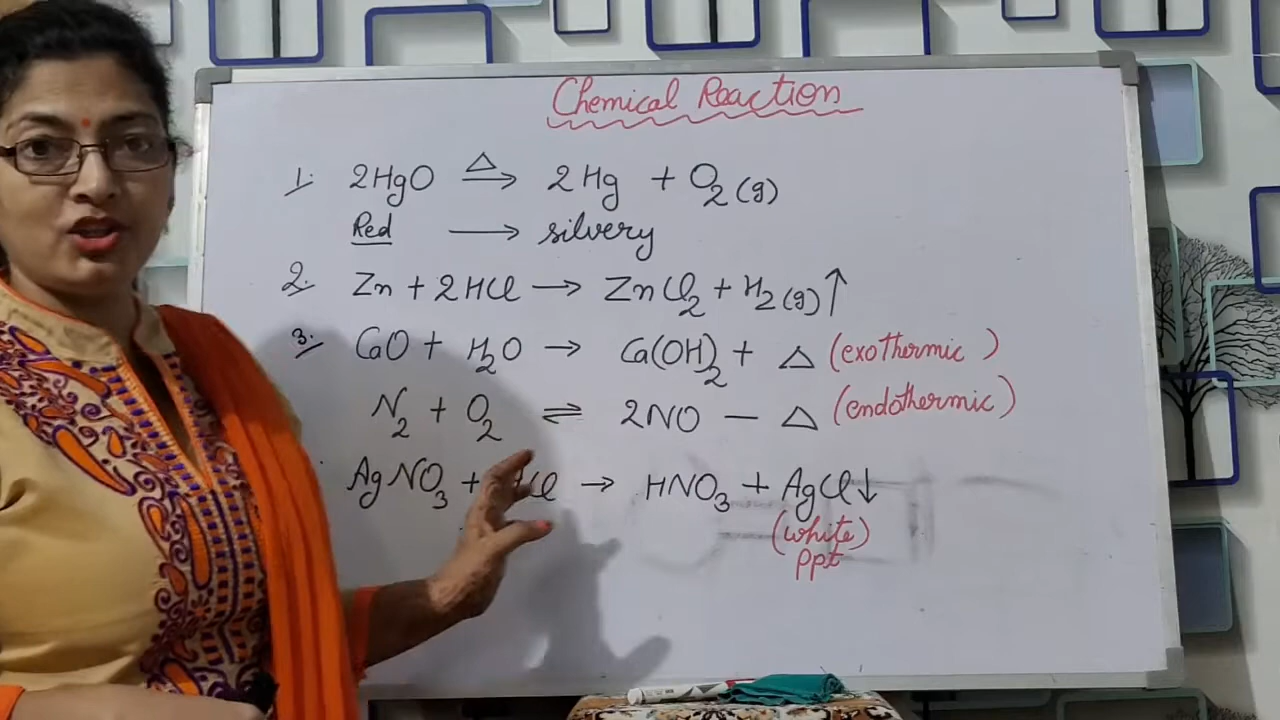 Chemical Reaction
1. 2HgO △→ 2Hg + O₂(g)
Red → silvery
2. Zn + 2HCl → ZnCl₂ + H₂(g)↑
3. CaO + H₂O → Ca(OH)₂ + △ (exothermic)
N₂ + O₂ ⇌ 2NO − △ (endothermic)
AgNO₃ + → HNO₃ + AgCl↓
(white)
ppt